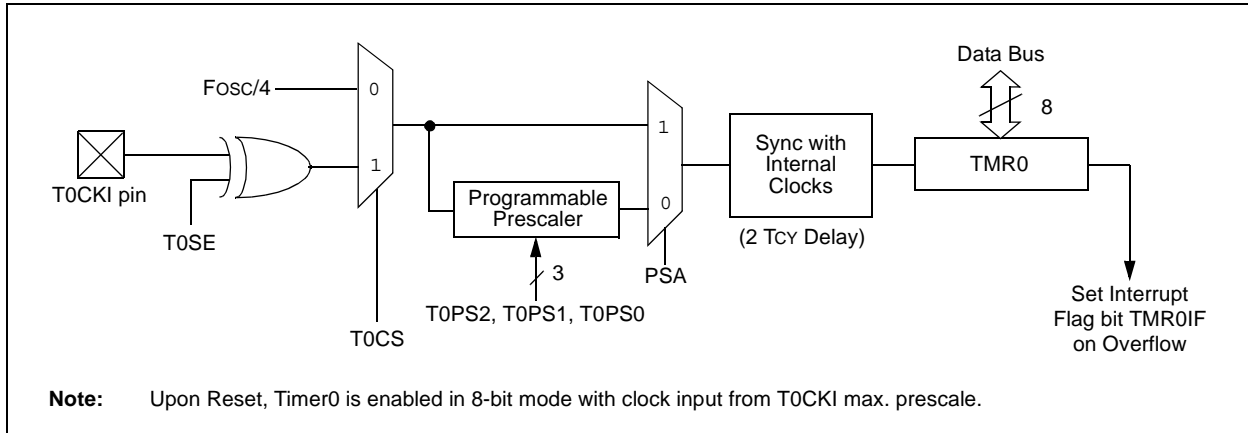 Data Bus
FOSC/4
0
8
1
T0CKI pin
T0SE
1
Programmable
Prescaler
0
Sync with
Internal
Clocks
TMR0
(2 TCY Delay)
3
PSA
T0PS2, T0PS1, T0PS0
T0CS
Set Interrupt
Flag bit TMR0IF
on Overflow
Note: Upon Reset, Timer0 is enabled in 8-bit mode with clock input from T0CKI max. prescale.